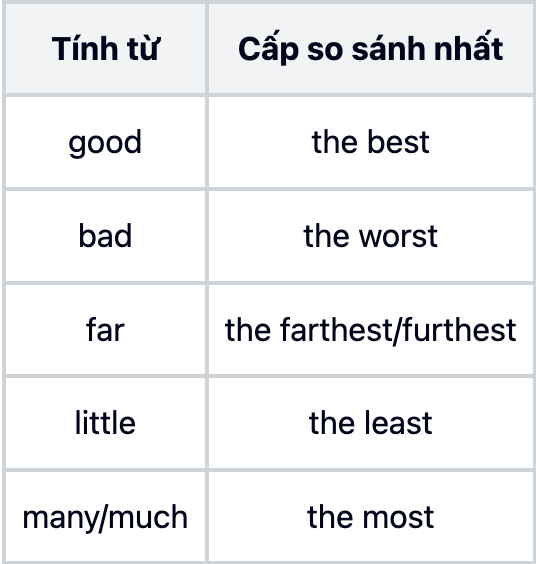 Tính từ Cấp so sánh nhất
good the best
bad the worst
far the farthest/furthest
little the least
many/much the most